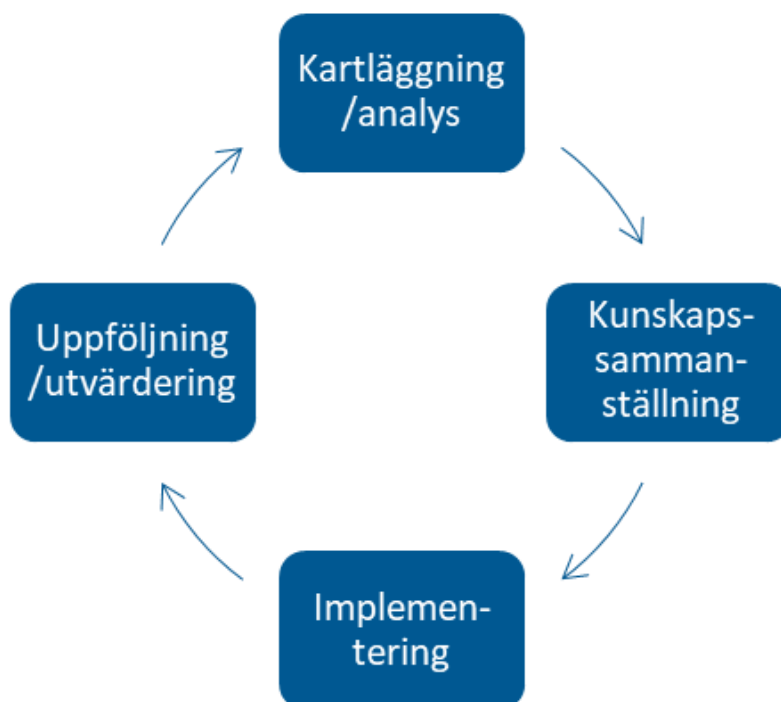 Kartläggning
/analys
Kunskaps-
samman-
ställning
Implemen-
tering
Uppföljning
/utvärdering